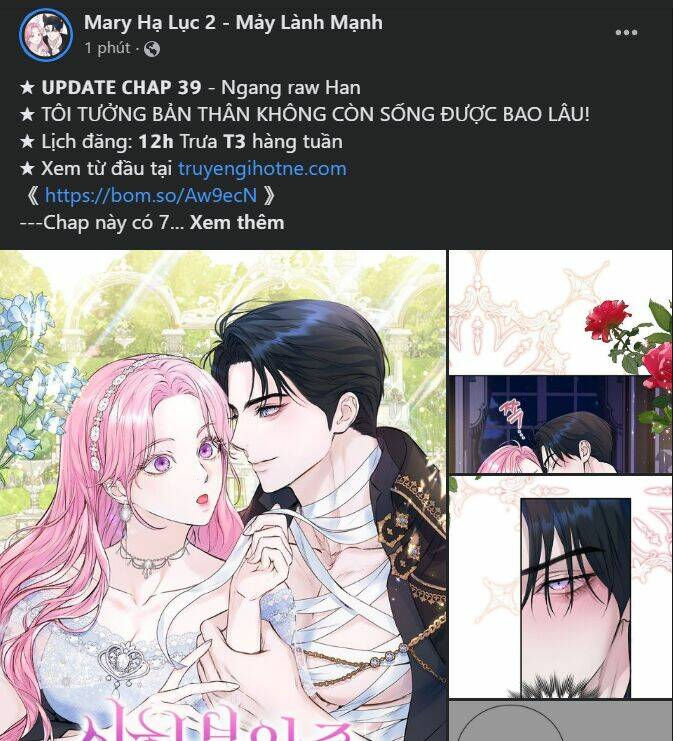 Mary Hạ Lục 2 - Mảy Lành Mạnh
1 phút ·
★ UPDATE CHAP 39 - Ngang raw Han
★ TÔI TƯỞNG BẢN THÂN KHÔNG CÒN SỐNG ĐƯỢC BAO LÂU!
★ Lịch đăng: 12h Trưa T3 hàng tuần
★ Xem từ đầu tại truyengihotne.com
《 https://bom.so/Aw9ecN 》
---Chap này có 7... Xem thêm